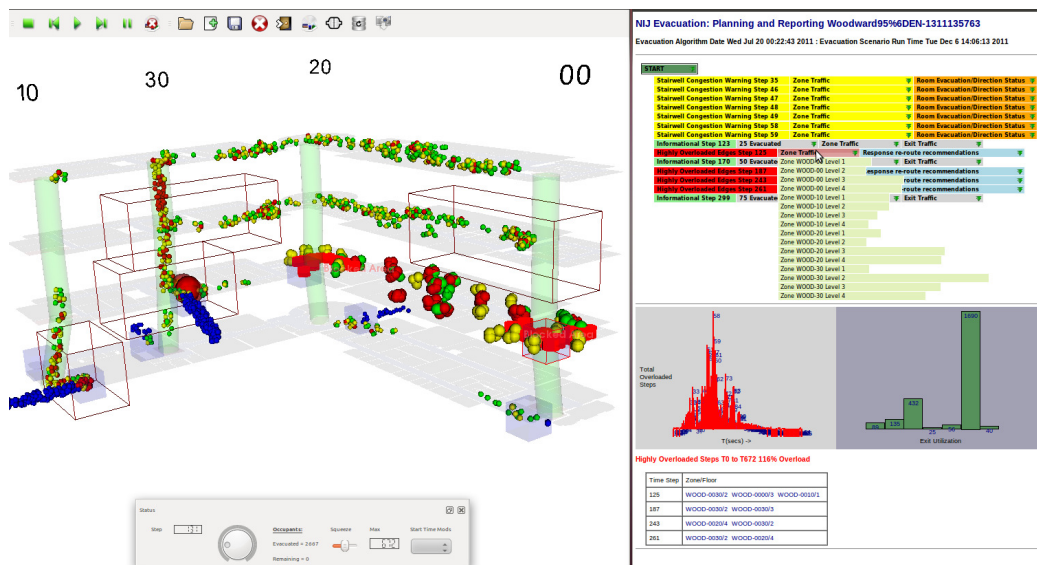 10
30
20
00
Blocked Area
Blocked Area
Status
Step
131
Occupants:
Evacuated = 2667
Remaining = 0
Squeeze
Max
672
Start Time Mods
NIJ Evacuation: Planning and Reporting Woodward95%6DEN-1311135763
Evacuation Algorithm Date Wed Jul 20 00:22:43 2011 : Evacuation Scenario Run Time Tue Dec 6 14:06:13 2011
START
Stairwell Congestion Warning Step 35 Zone Traffic Room Evacuation/Direction Status
Stairwell Congestion Warning Step 46 Zone Traffic Room Evacuation/Direction Status
Stairwell Congestion Warning Step 47 Zone Traffic Room Evacuation/Direction Status
Stairwell Congestion Warning Step 48 Zone Traffic Room Evacuation/Direction Status
Stairwell Congestion Warning Step 49 Zone Traffic Room Evacuation/Direction Status
Stairwell Congestion Warning Step 58 Zone Traffic Room Evacuation/Direction Status
Stairwell Congestion Warning Step 59 Zone Traffic Room Evacuation/Direction Status
Informational Step 123 25 Evacuated Zone Traffic Exit Traffic
Highly Overloaded Edges Step 125 Zone Traffic Response re-route recommendations
Informational Step 170 50 Evacuate Zone WOOD-00 Level 1 Exit Traffic
Highly Overloaded Edges Step 187 Zone WOOD-00 Level 2 esponse re-route recommendations
Highly Overloaded Edges Step 243 Zone WOOD-00 Level 3 route recommendations
Highly Overloaded Edges Step 261 Zone WOOD-00 Level 4 -route recommendations
Informational Step 299 75 Evacuate Zone WOOD-10 Level 1 Exit Traffic
Zone WOOD-10 Level 2
Zone WOOD-10 Level 3
Zone WOOD-10 Level 4
Zone WOOD-20 Level 1
Zone WOOD-20 Level 2
Zone WOOD-20 Level 3
Zone WOOD-20 Level 4
Zone WOOD-30 Level 1
Zone WOOD-30 Level 2
Zone WOOD-30 Level 3
Zone WOOD-30 Level 4
Total
Overloaded
Steps
58
59
73
T(secs) ->
1690
432
135
25
40
Exit Utilization
Highly Overloaded Steps T0 to T672 116% Overload
Time Step Zone/Floor
125 WOOD-0030/2 WOOD-0000/3 WOOD-0010/1
187 WOOD-0030/2 WOOD-0030/3
243 WOOD-0020/4 WOOD-0030/2
261 WOOD-0030/2 WOOD-0020/4